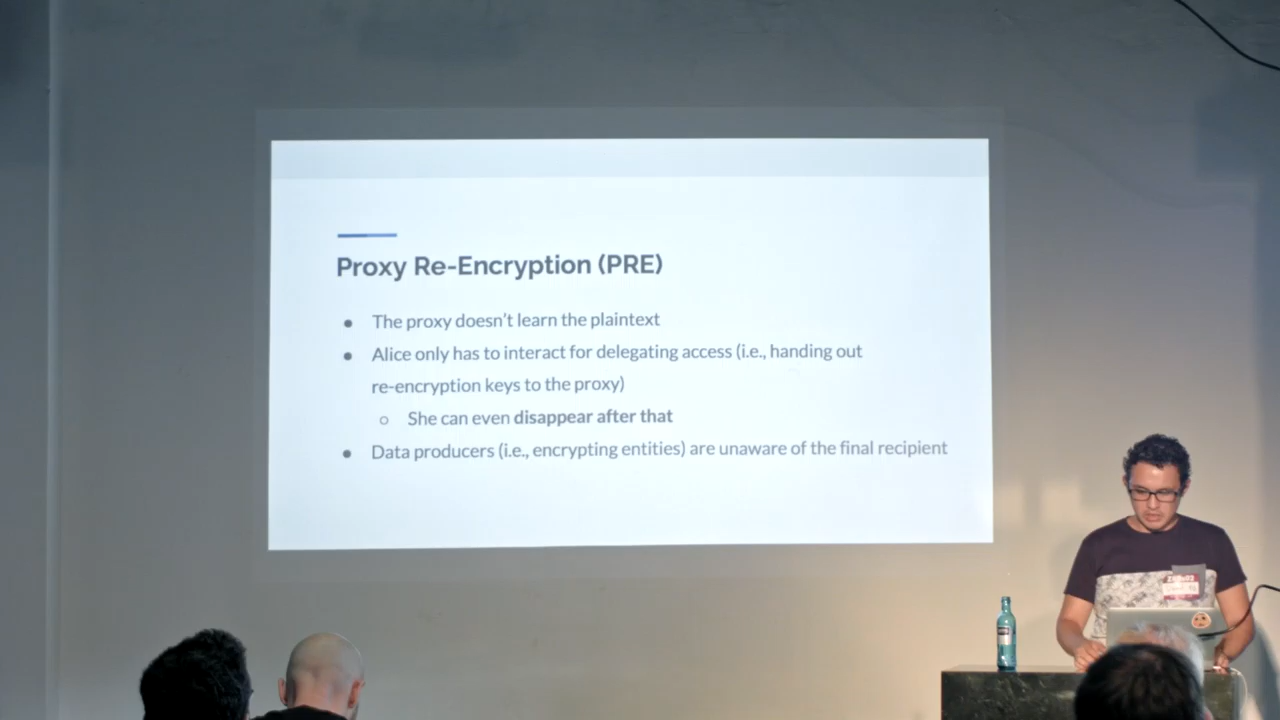 Proxy Re-Encryption (PRE)
● The proxy doesn't learn the plaintext
● Alice only has to interact for delegating access (i.e., handing out
re-encryption keys to the proxy)
○ She can even disappear after that
● Data producers (i.e., encrypting entities) are unaware of the final recipient